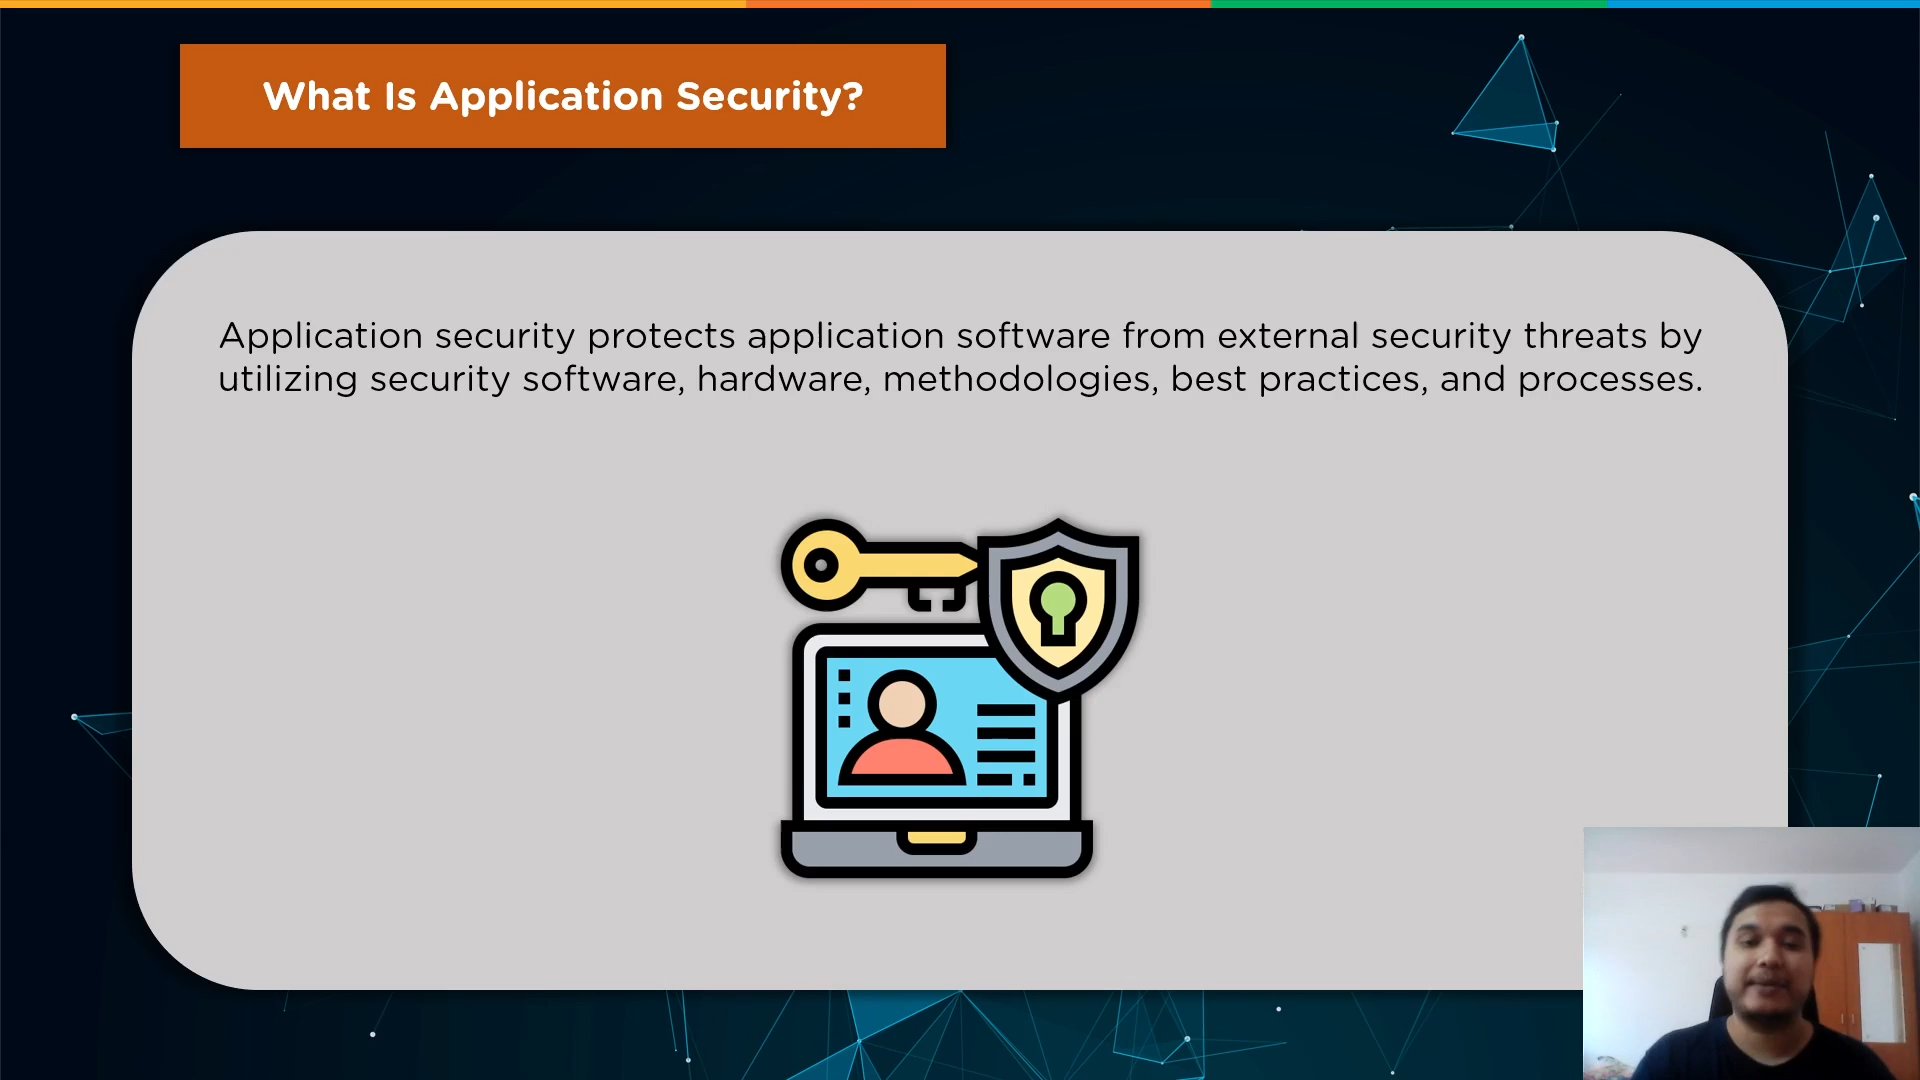 What Is Application Security?
Application security protects application software from external security threats by
utilizing security software, hardware, methodologies, best practices, and processes.